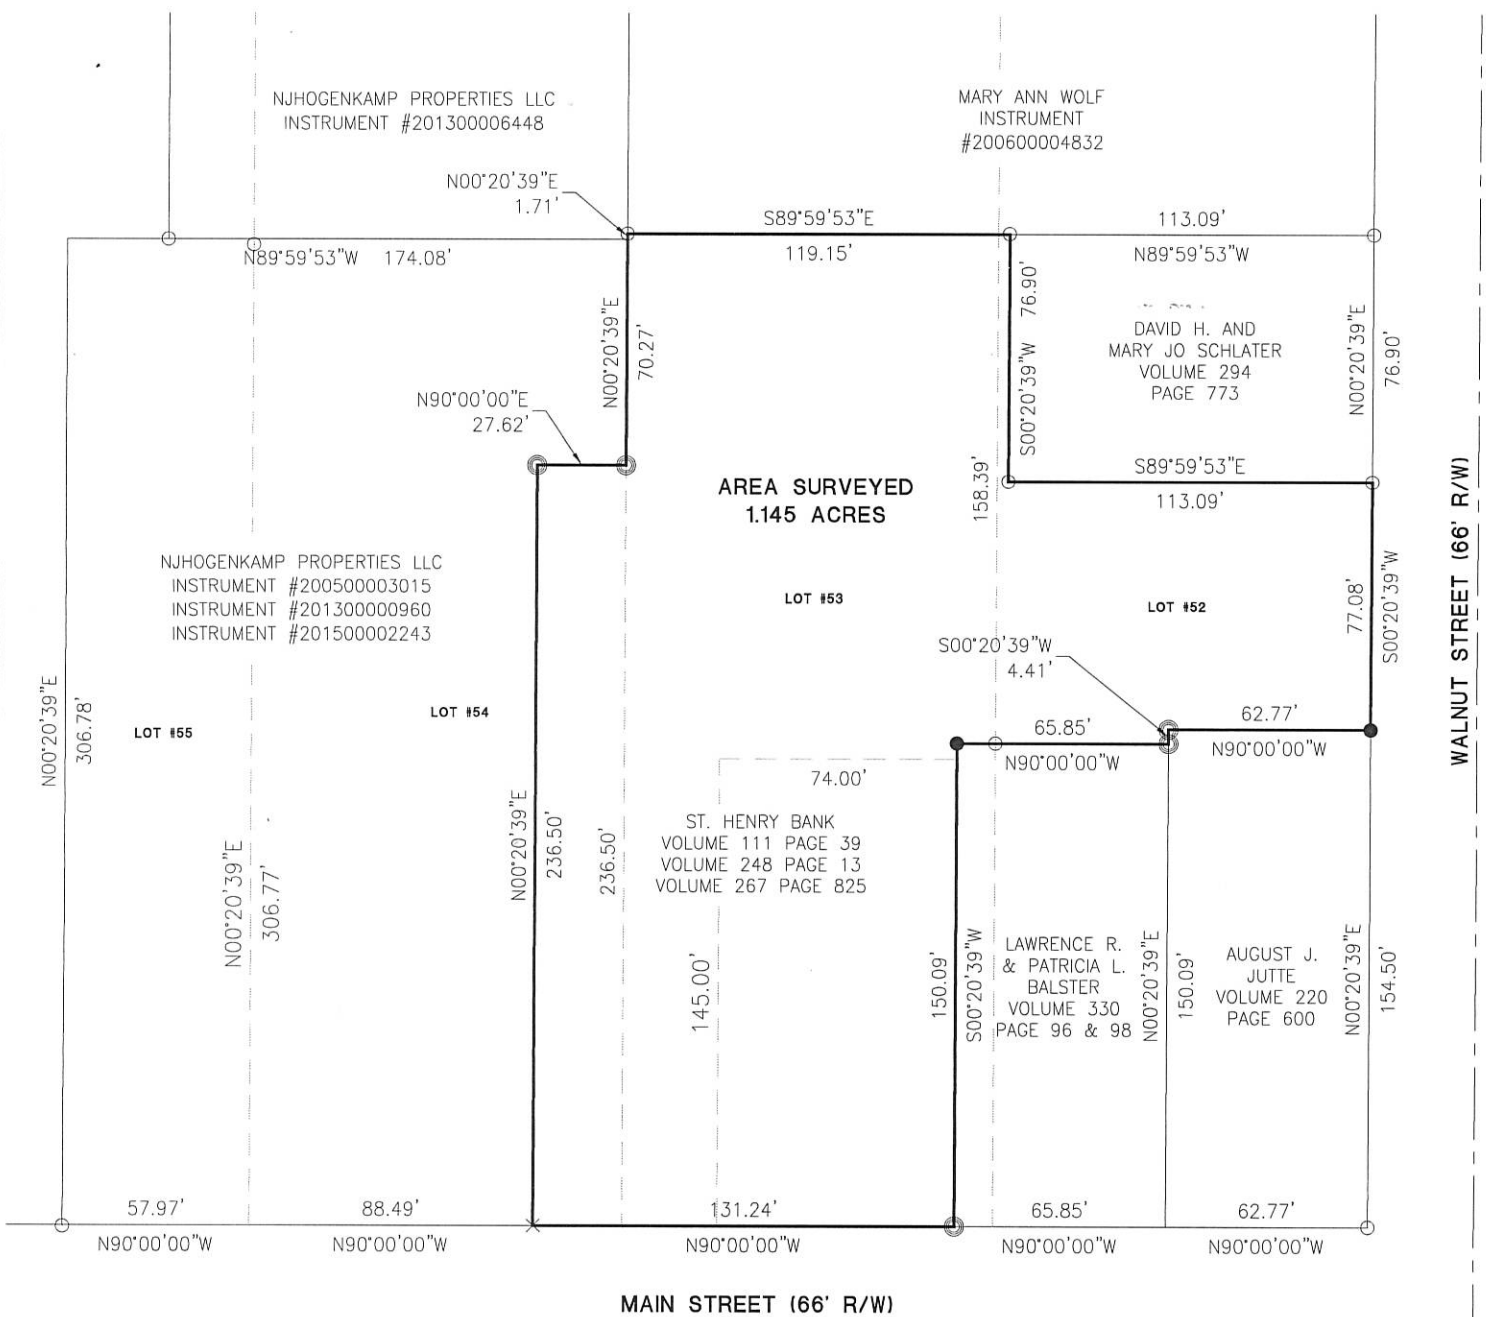 NJHOGENKAMP PROPERTIES LLC
INSTRUMENT #201300006448
MARY ANN WOLF
INSTRUMENT
#200600004832
N00°20'39"E
1.71'
S89°59'53"E
119.15'
113.09'
N89°59'53"W
N89°59'53"W 174.08'
N00°20'39"E
70.27'
S00°20'39"W 76.90'
DAVID H. AND
MARY JO SCHLATER
VOLUME 294
PAGE 773
N00°20'39"E
76.90'
N90°00'00"E
27.62'
S89°59'53"E
113.09'
AREA SURVEYED
1.145 ACRES
158.39'
NJHOGENKAMP PROPERTIES LLC
INSTRUMENT #200500003015
INSTRUMENT #201300000960
INSTRUMENT #201500002243
LOT #53
LOT #52
77.08'
S00°20'39"W
WALNUT STREET (66' R/W)
S00°20'39"W
4.41'
N00°20'39"E
306.78'
LOT #55
LOT #54
65.85'
N90°00'00"W
62.77'
N90°00'00"W
74.00'
N00°20'39"E
236.50'
236.50'
ST. HENRY BANK
VOLUME 111 PAGE 39
VOLUME 248 PAGE 13
VOLUME 267 PAGE 825
N00°20'39"E
306.77'
145.00'
150.09'
S00°20'39"W
LAWRENCE R.
& PATRICIA L.
BALSTER
VOLUME 330
PAGE 96 & 98
N00°20'39"E
150.09'
AUGUST J.
JUTTE
VOLUME 220
PAGE 600
N00°20'39"E
154.50'
57.97'
N90°00'00"W
88.49'
N90°00'00"W
131.24'
N90°00'00"W
65.85'
N90°00'00"W
62.77'
N90°00'00"W
MAIN STREET (66' R/W)